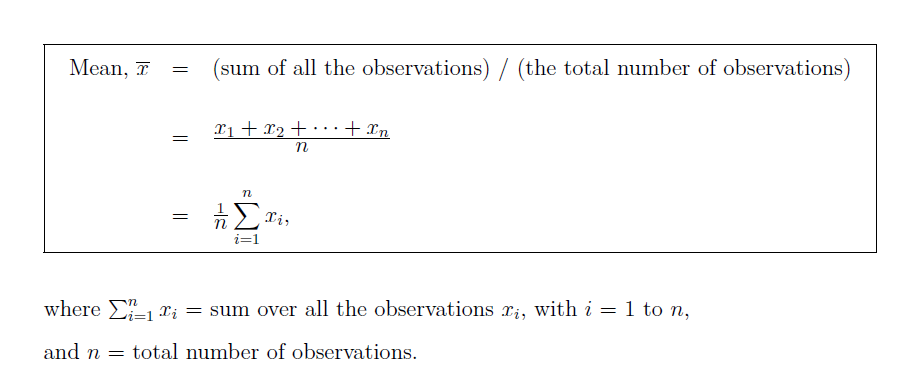 Mean, x̅ = (sum of all the observations) / (the total number of observations)
= \frac{x_1 + x_2 + \cdots + x_n}{n}
= \frac{1}{n} \sum_{i=1}^{n} x_i,
where \sum_{i=1}^{n} x_i = sum over all the observations x_i, with i = 1 to n,
and n = total number of observations.